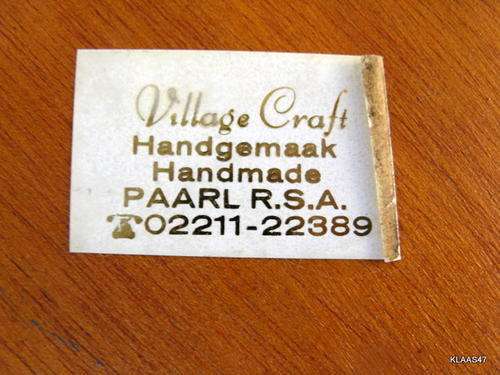 Village Craft
Handgemaak
Handmade
PAARL R.S.A.
☎02211-22389
KLAAS47